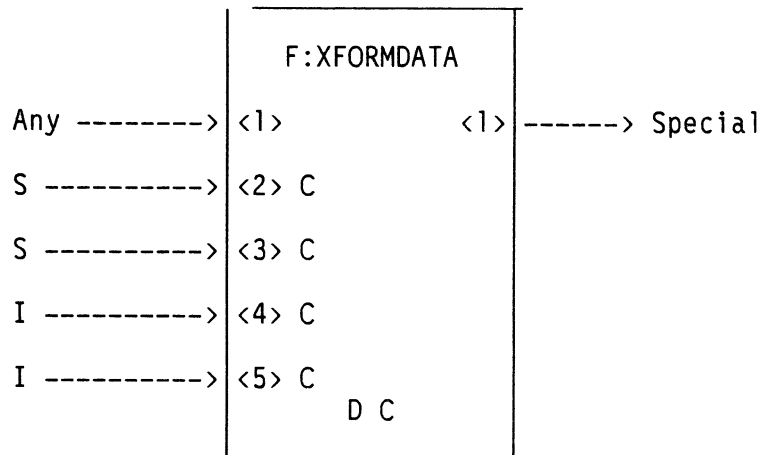 F:XFORMDATA
Any --------> <1> <1> ------> Special
S ----------> <2> C
S ----------> <3> C
I ----------> <4> C
I ----------> <5> C
D C